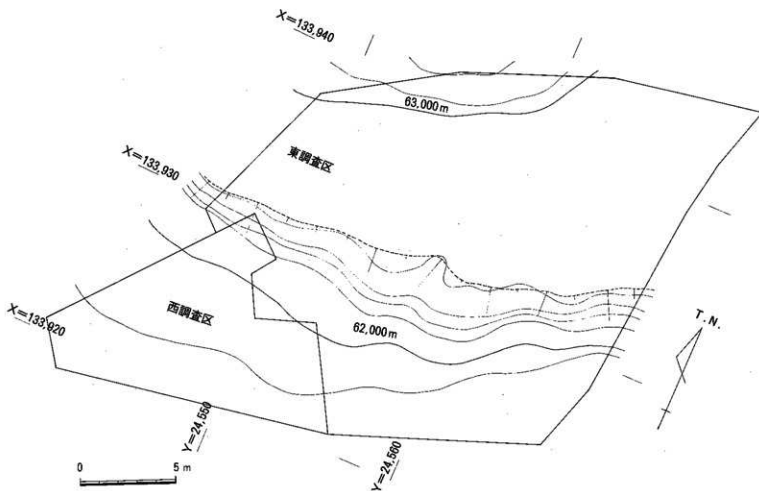 X=133,940
63,000m
東調査区
X=133,930
西調査区
X=133,920
62,000m
T.N.
Y=24,550
Y=24,560
0 5 m